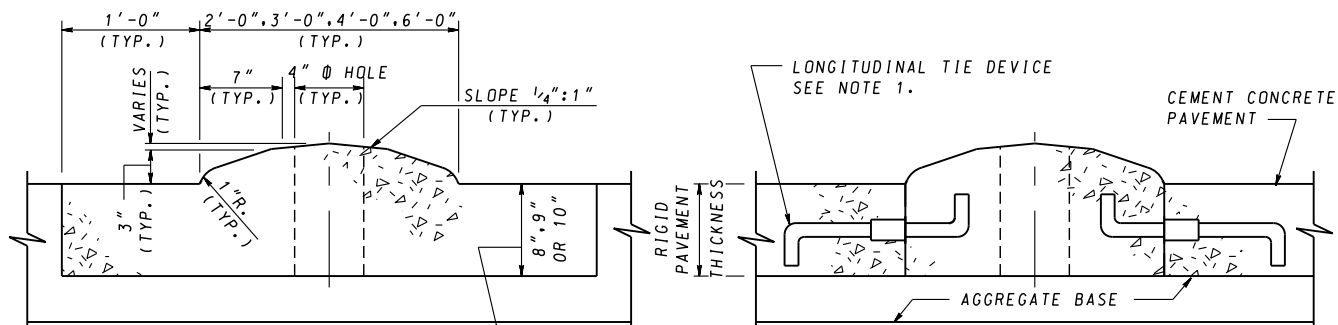 1'-0"
(TYP.)
2'-0",3'-0",4'-0",6'-0"
(TYP.)
VARIES
(TYP.)
7"
(TYP.)
4" Φ HOLE
(TYP.)
SLOPE 1/4":1"
(TYP.)
3"
(TYP.)
1"R.
(TYP.)
8",9"
OR 10"
LONGITUDINAL TIE DEVICE
SEE NOTE 1.
CEMENT CONCRETE
PAVEMENT
RIGID
PAVEMENT
THICKNESS
AGGREGATE BASE